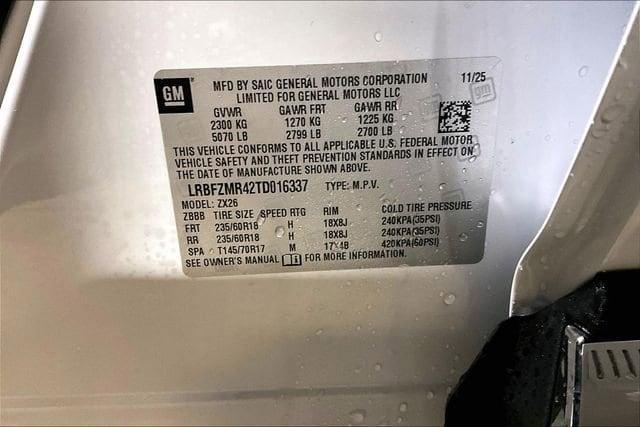 GM
MFD BY SAIC GENERAL MOTORS CORPORATION 11/25
LIMITED FOR GENERAL MOTORS LLC
GVWR GAWR FRT GAWR RR
2300 KG 1270 KG 1225 KG
5070 LB 2799 LB 2700 LB
THIS VEHICLE CONFORMS TO ALL APPLICABLE U.S. FEDERAL MOTOR
VEHICLE SAFETY AND THEFT PREVENTION STANDARDS IN EFFECT ON
THE DATE OF MANUFACTURE SHOWN ABOVE.
LRBFZMR42TD016337 TYPE: M.P.V.
MODEL: ZX26
ZBBB TIRE SIZE SPEED RTG RIM COLD TIRE PRESSURE
FRT 235/60R18 H 18X8J 240KPA(35PSI)
RR 235/60R18 H 18X8J 240KPA(35PSI)
SPA T145/70R17 M 17X4B 420KPA(60PSI)
SEE OWNER'S MANUAL FOR MORE INFORMATION.